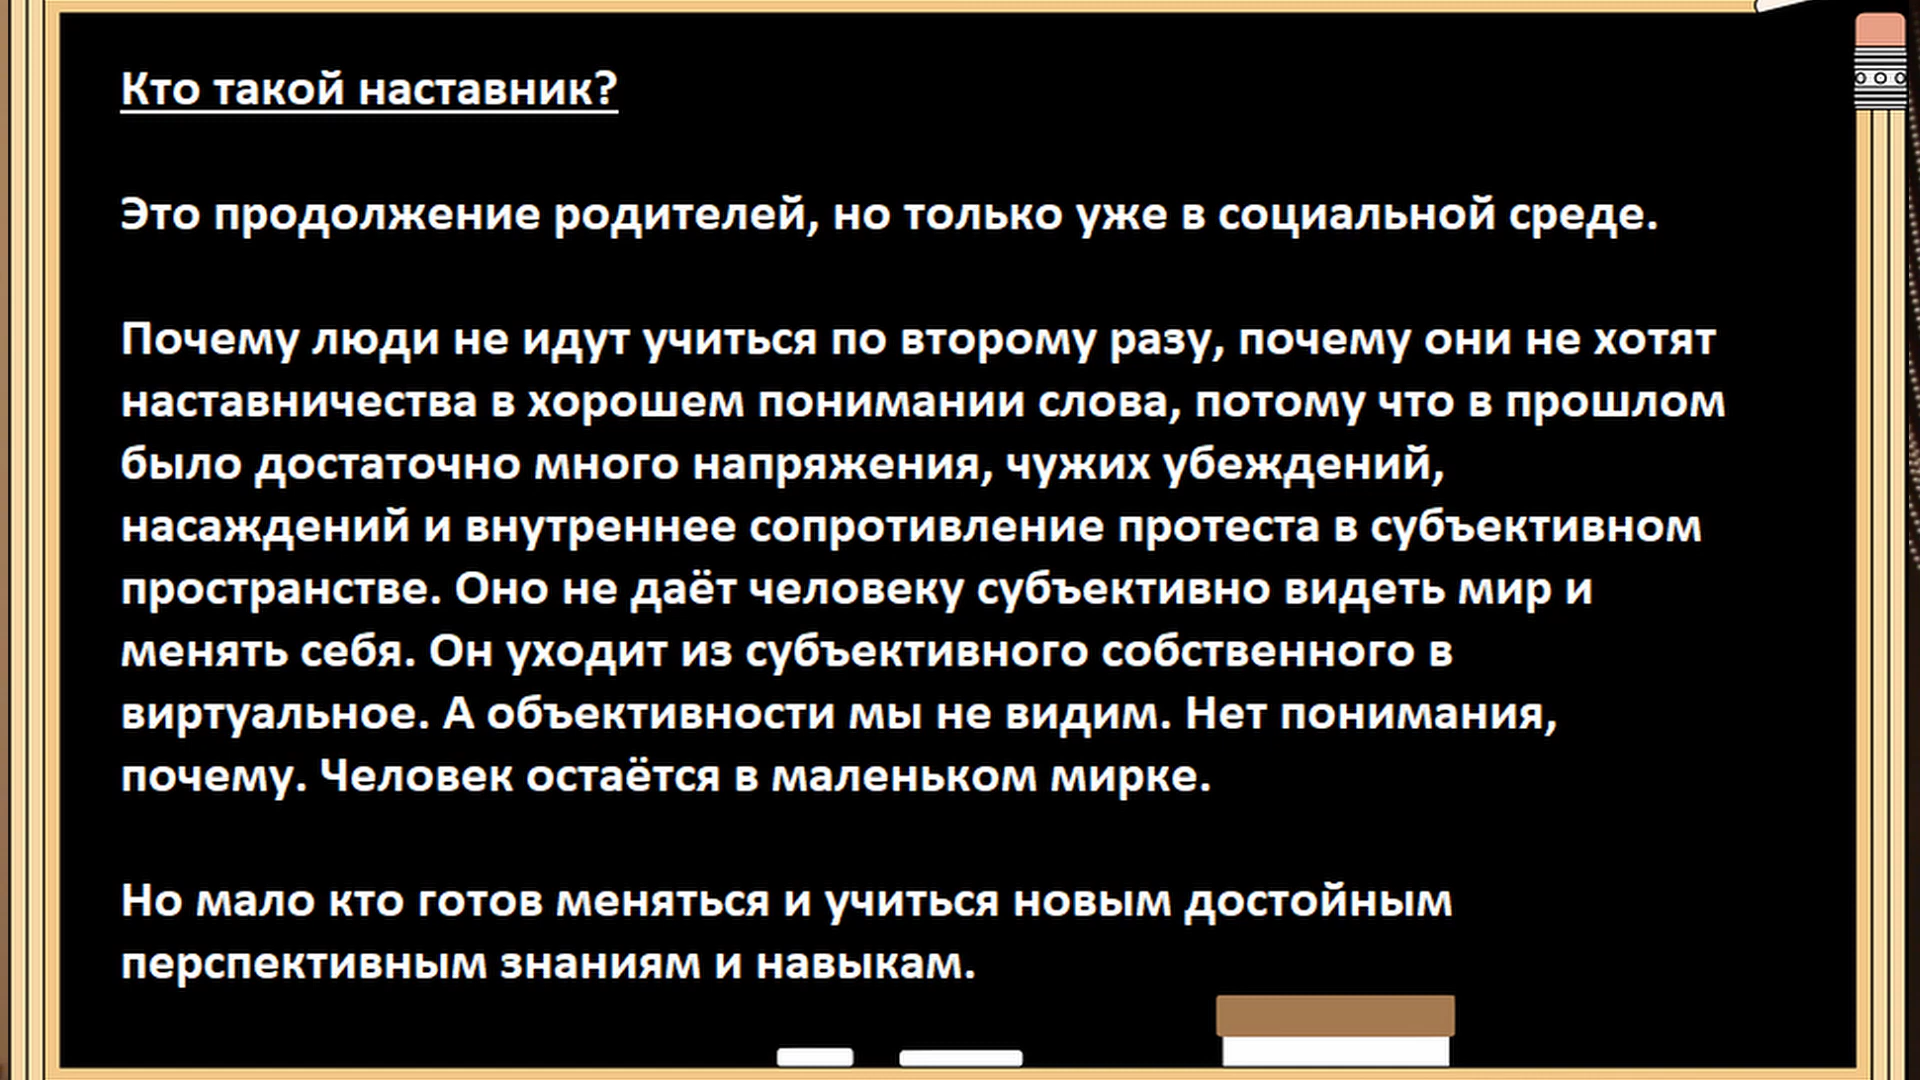 Кто такой наставник?
Это продолжение родителей, но только уже в социальной среде.
Почему люди не идут учиться по второму разу, почему они не хотят
наставничества в хорошем понимании слова, потому что в прошлом
было достаточно много напряжения, чужих убеждений,
насаждений и внутреннее сопротивление протеста в субъективном
пространстве. Оно не даёт человеку субъективно видеть мир и
менять себя. Он уходит из субъективного собственного в
виртуальное. А объективности мы не видим. Нет понимания,
почему. Человек остаётся в маленьком мирке.
Но мало кто готов меняться и учиться новым достойным
перспективным знаниям и навыкам.